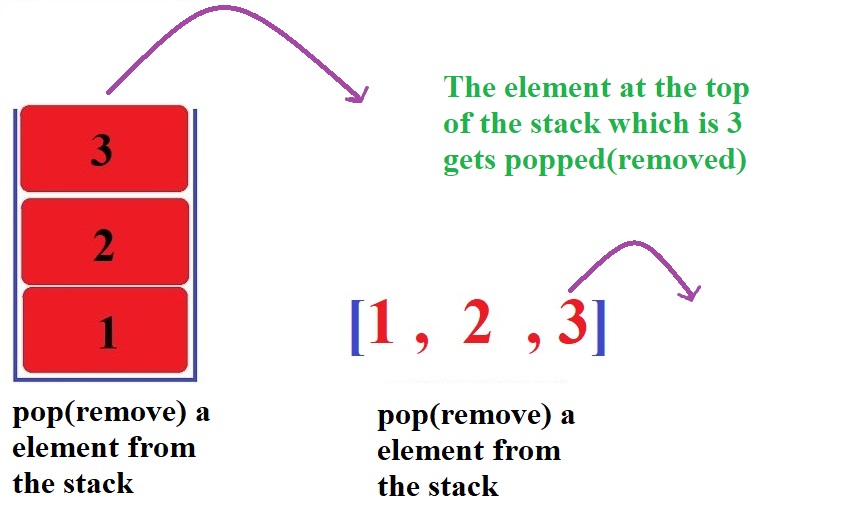 The element at the top
of the stack which is 3
gets popped(removed)
3
2
1
[1 , 2 , 3]
pop(remove) a
element from
the stack
pop(remove) a
element from
the stack